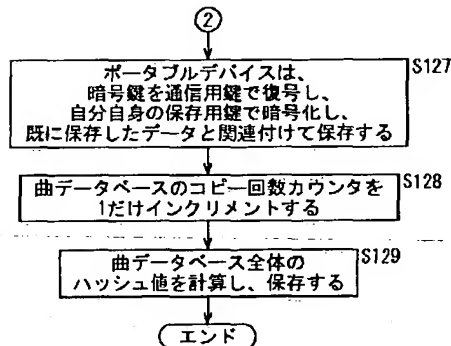 ②
ポータブルデバイスは、
暗号鍵を通信用鍵で復号し、
自分自身の保存用鍵で暗号化し、
既に保存したデータと関連付けて保存する
S127
曲データベースのコピー回数カウンタを
1だけインクリメントする
S128
曲データベース全体の
ハッシュ値を計算し、保存する
S129
エンド